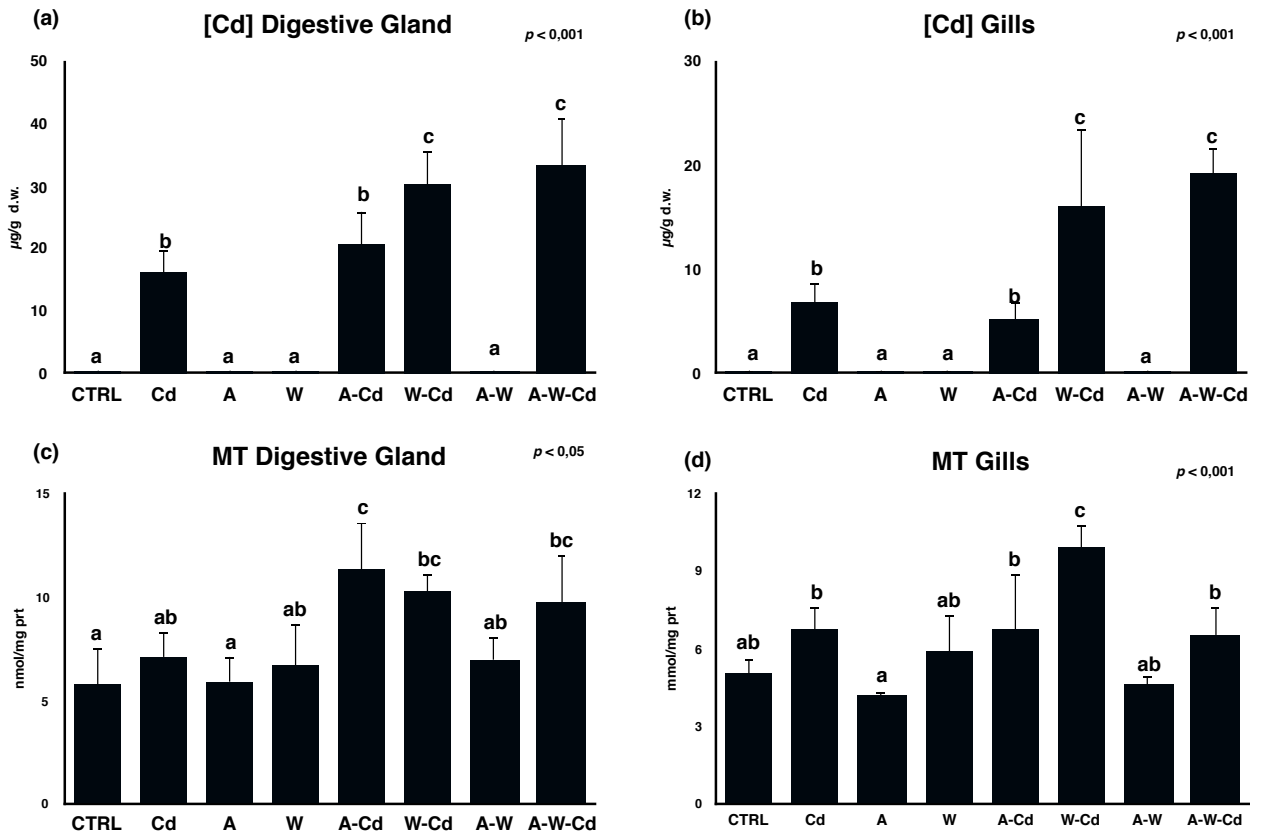 (a)
[Cd] Digestive Gland
p < 0,001
50
40
30
20
10
0
µg/g d.w.
a
b
a
a
b
c
a
c
CTRL Cd A W A-Cd W-Cd A-W A-W-Cd
(b)
[Cd] Gills
p < 0,001
30
20
10
0
µg/g d.w.
a
b
a
a
b
c
a
c
CTRL Cd A W A-Cd W-Cd A-W A-W-Cd
(c)
MT Digestive Gland
p < 0,05
15
10
5
0
nmol/mg prt
a
ab
a
ab
c
bc
ab
bc
CTRL Cd A W A-Cd W-Cd A-W A-W-Cd
(d)
MT Gills
p < 0,001
12
9
6
3
0
mmol/mg prt
ab
b
a
ab
b
c
ab
b
CTRL Cd A W A-Cd W-Cd A-W A-W-Cd